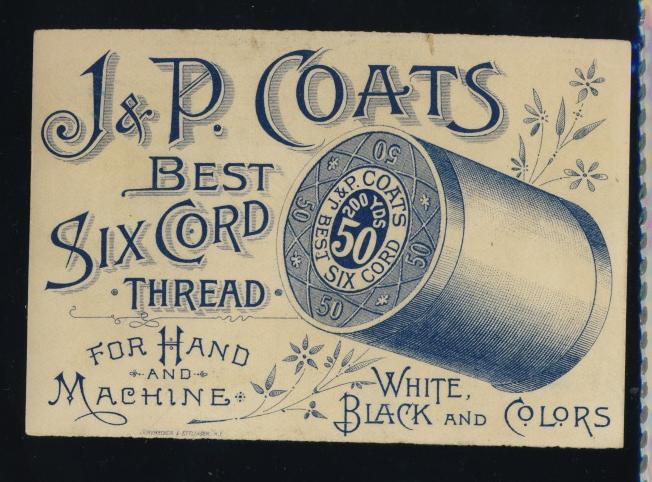 J & P. COATS
BEST
SIX CORD
· THREAD ·
FOR HAND
· AND ·
MACHINE
WHITE,
BLACK AND COLORS
J. & P. COATS
BEST SIX CORD
200 YDS
50
50
50
50
50